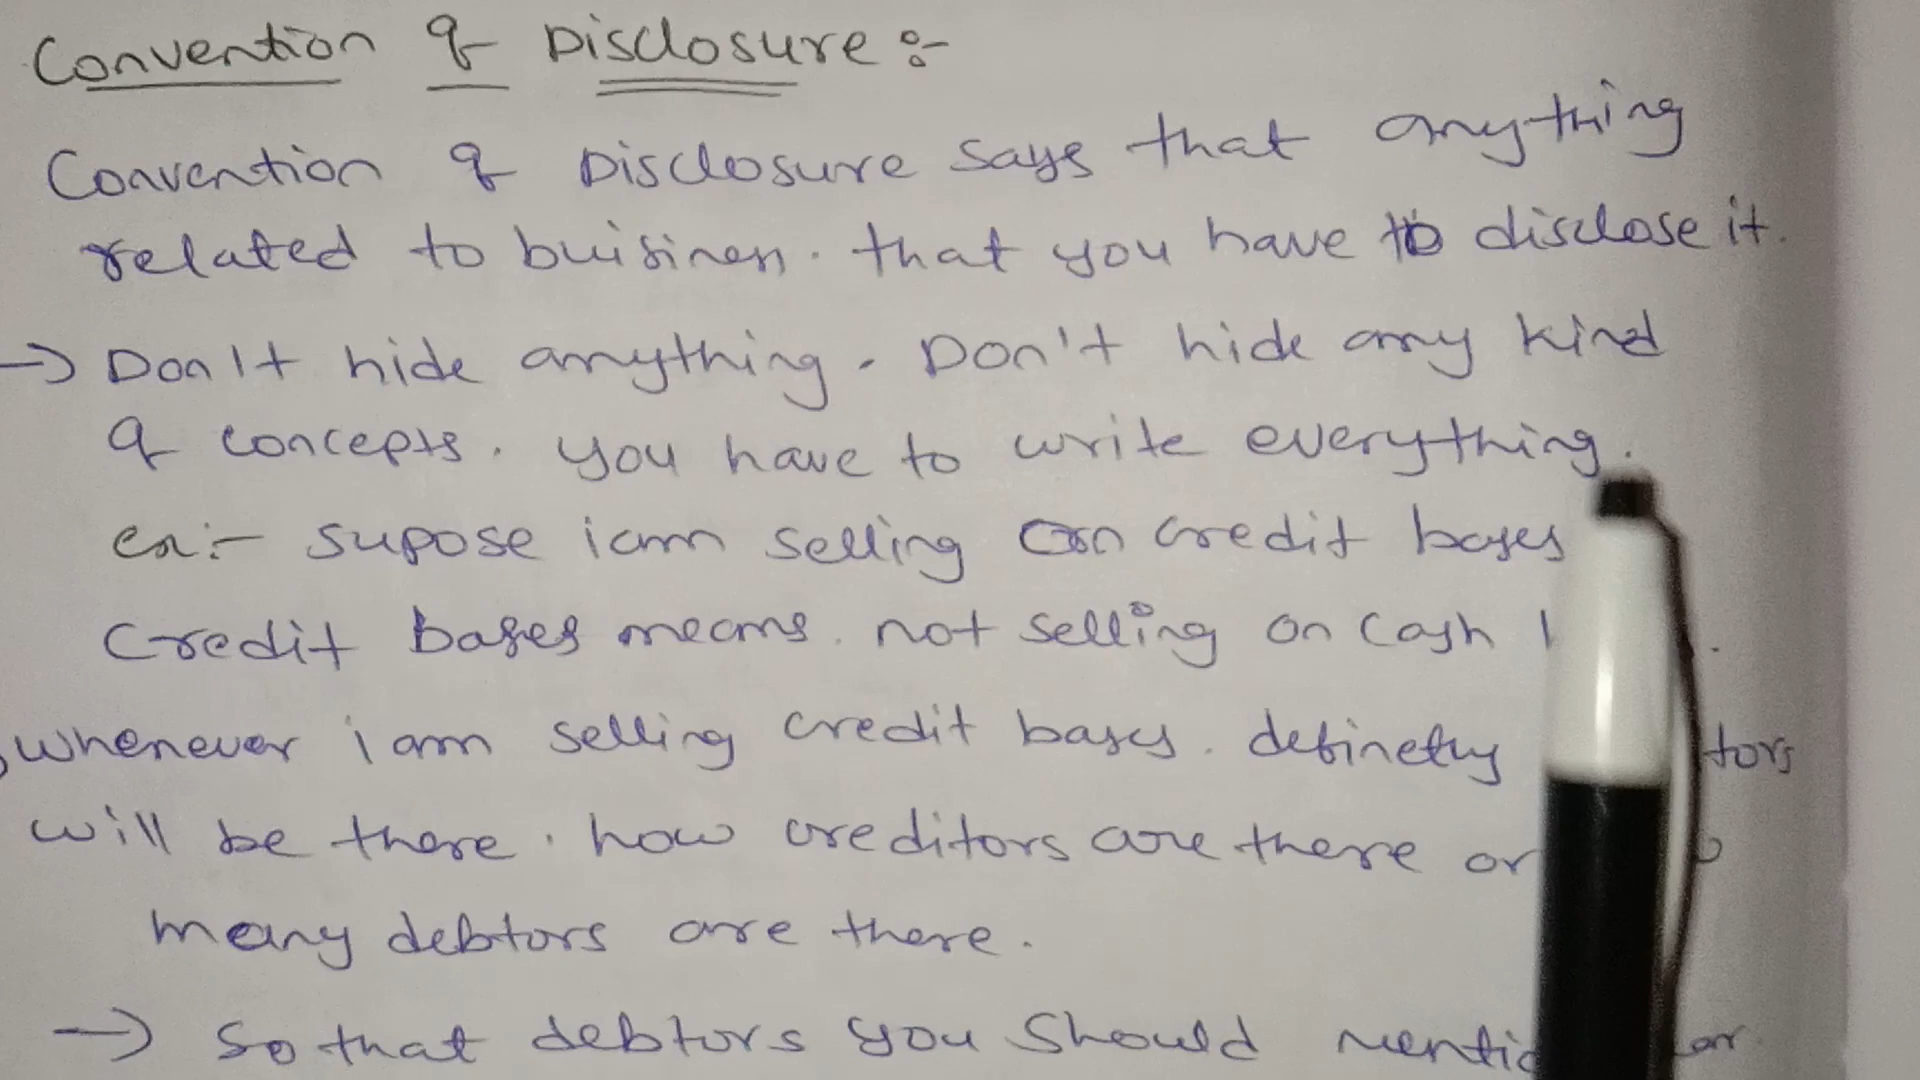 Convention of Disclosure :-
Convention of Disclosure says that anything
related to buisiness. that you have to disclose it.
→ Don't hide anything. Don't hide any kind
of concepts. you have to write everything.
ex:- supose i am selling on credit bases
Credit bases means. not selling on cash
whenever i am selling credit bases. definetly
will be there. how creditors are there or
many debtors are there.
→ So that debtors you should